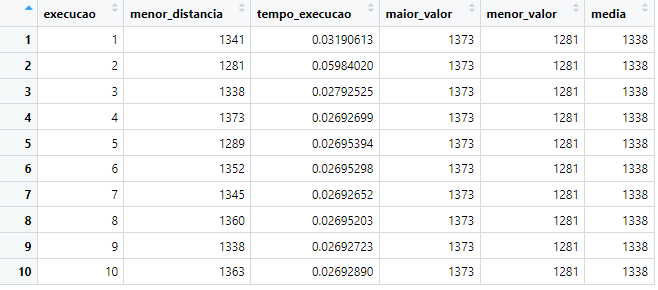 execucao menor_distancia tempo_execucao maior_valor menor_valor media
1 1 1341 0.03190613 1373 1281 1338
2 2 1281 0.05984020 1373 1281 1338
3 3 1338 0.02792525 1373 1281 1338
4 4 1373 0.02692699 1373 1281 1338
5 5 1289 0.02695394 1373 1281 1338
6 6 1352 0.02695298 1373 1281 1338
7 7 1345 0.02692652 1373 1281 1338
8 8 1360 0.02695203 1373 1281 1338
9 9 1338 0.02692723 1373 1281 1338
10 10 1363 0.02692890 1373 1281 1338